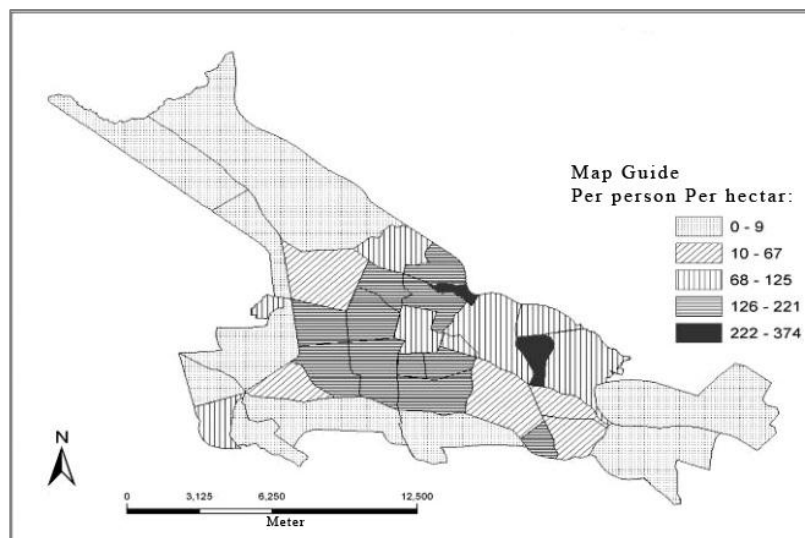 Map Guide
Per person Per hectar:
0 - 9
10 - 67
68 - 125
126 - 221
222 - 374
N
0 3,125 6,250 12,500
Meter